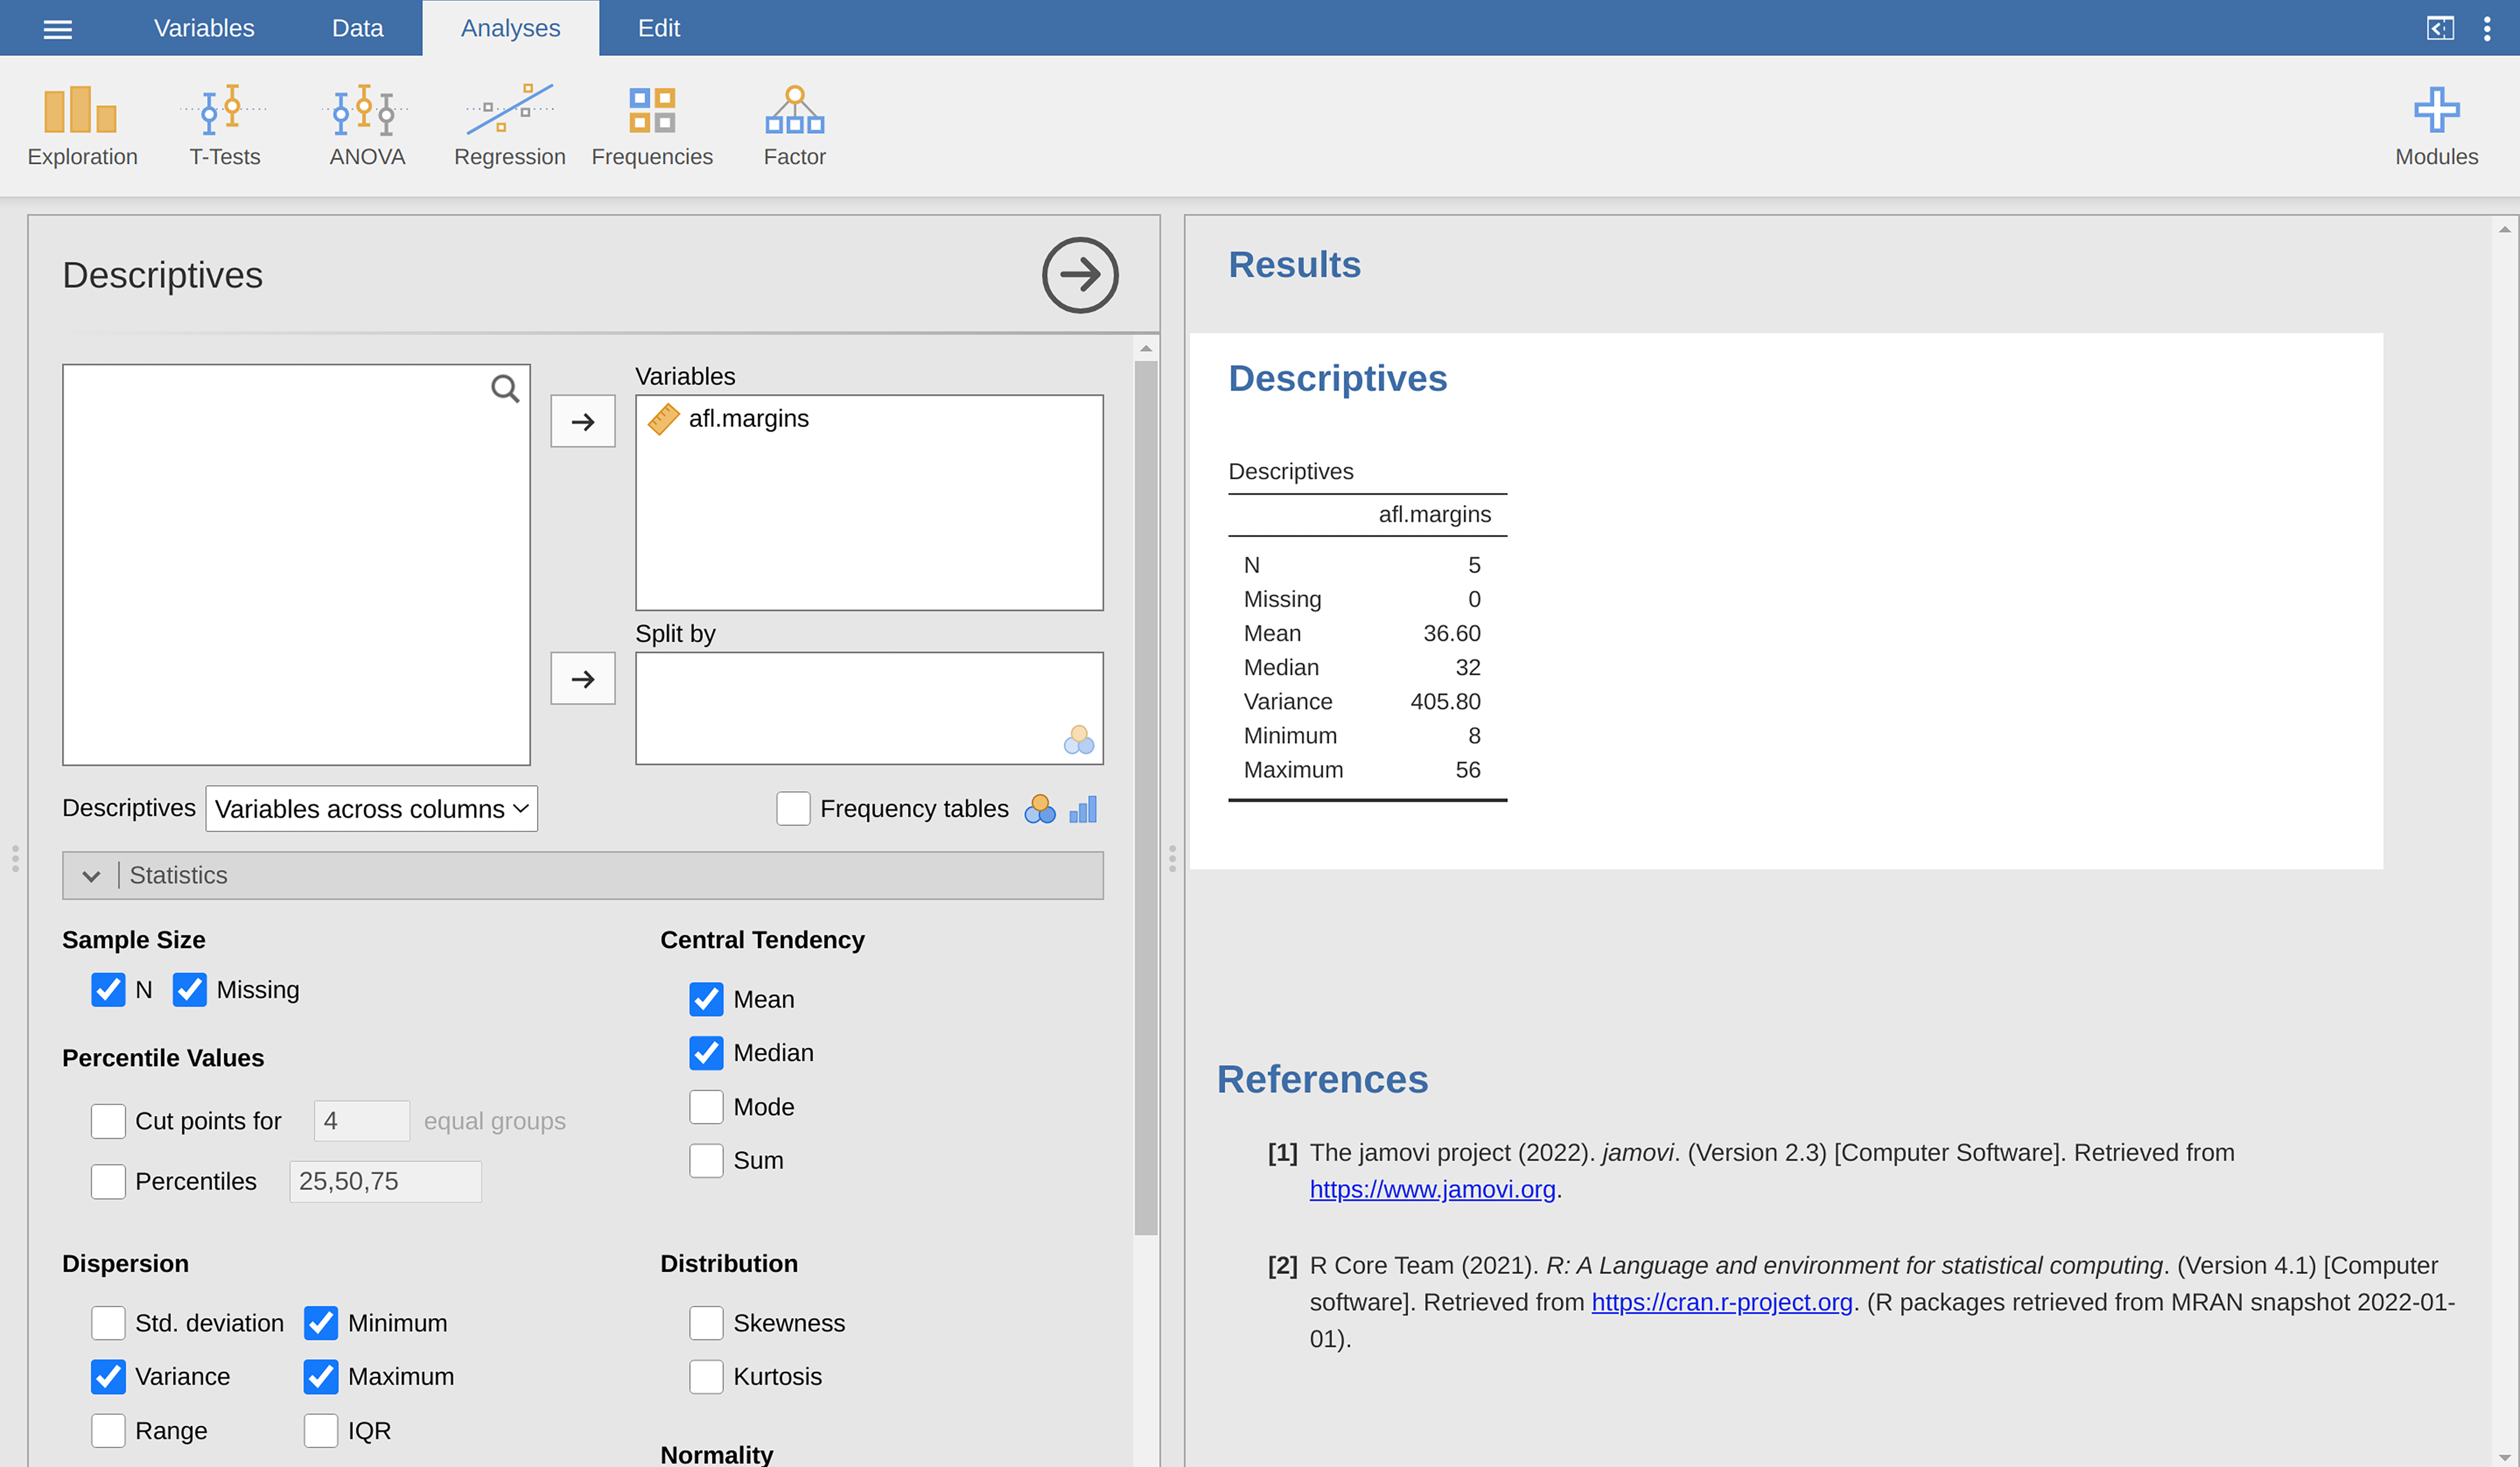 Variables Data Analyses Edit
Exploration T-Tests ANOVA Regression Frequencies Factor Modules
Descriptives
Variables
afl.margins
Split by
Descriptives Variables across columns Frequency tables
Statistics
Sample Size
N Missing
Percentile Values
Cut points for 4 equal groups
Percentiles 25,50,75
Central Tendency
Mean
Median
Mode
Sum
Dispersion
Std. deviation Minimum
Variance Maximum
Range IQR
Distribution
Skewness
Kurtosis
Normality
Results
Descriptives
Descriptives
afl.margins
N 5
Missing 0
Mean 36.60
Median 32
Variance 405.80
Minimum 8
Maximum 56
References
[1] The jamovi project (2022). jamovi. (Version 2.3) [Computer Software]. Retrieved from
https://www.jamovi.org.
[2] R Core Team (2021). R: A Language and environment for statistical computing. (Version 4.1) [Computer
software]. Retrieved from https://cran.r-project.org. (R packages retrieved from MRAN snapshot 2022-01-
01).